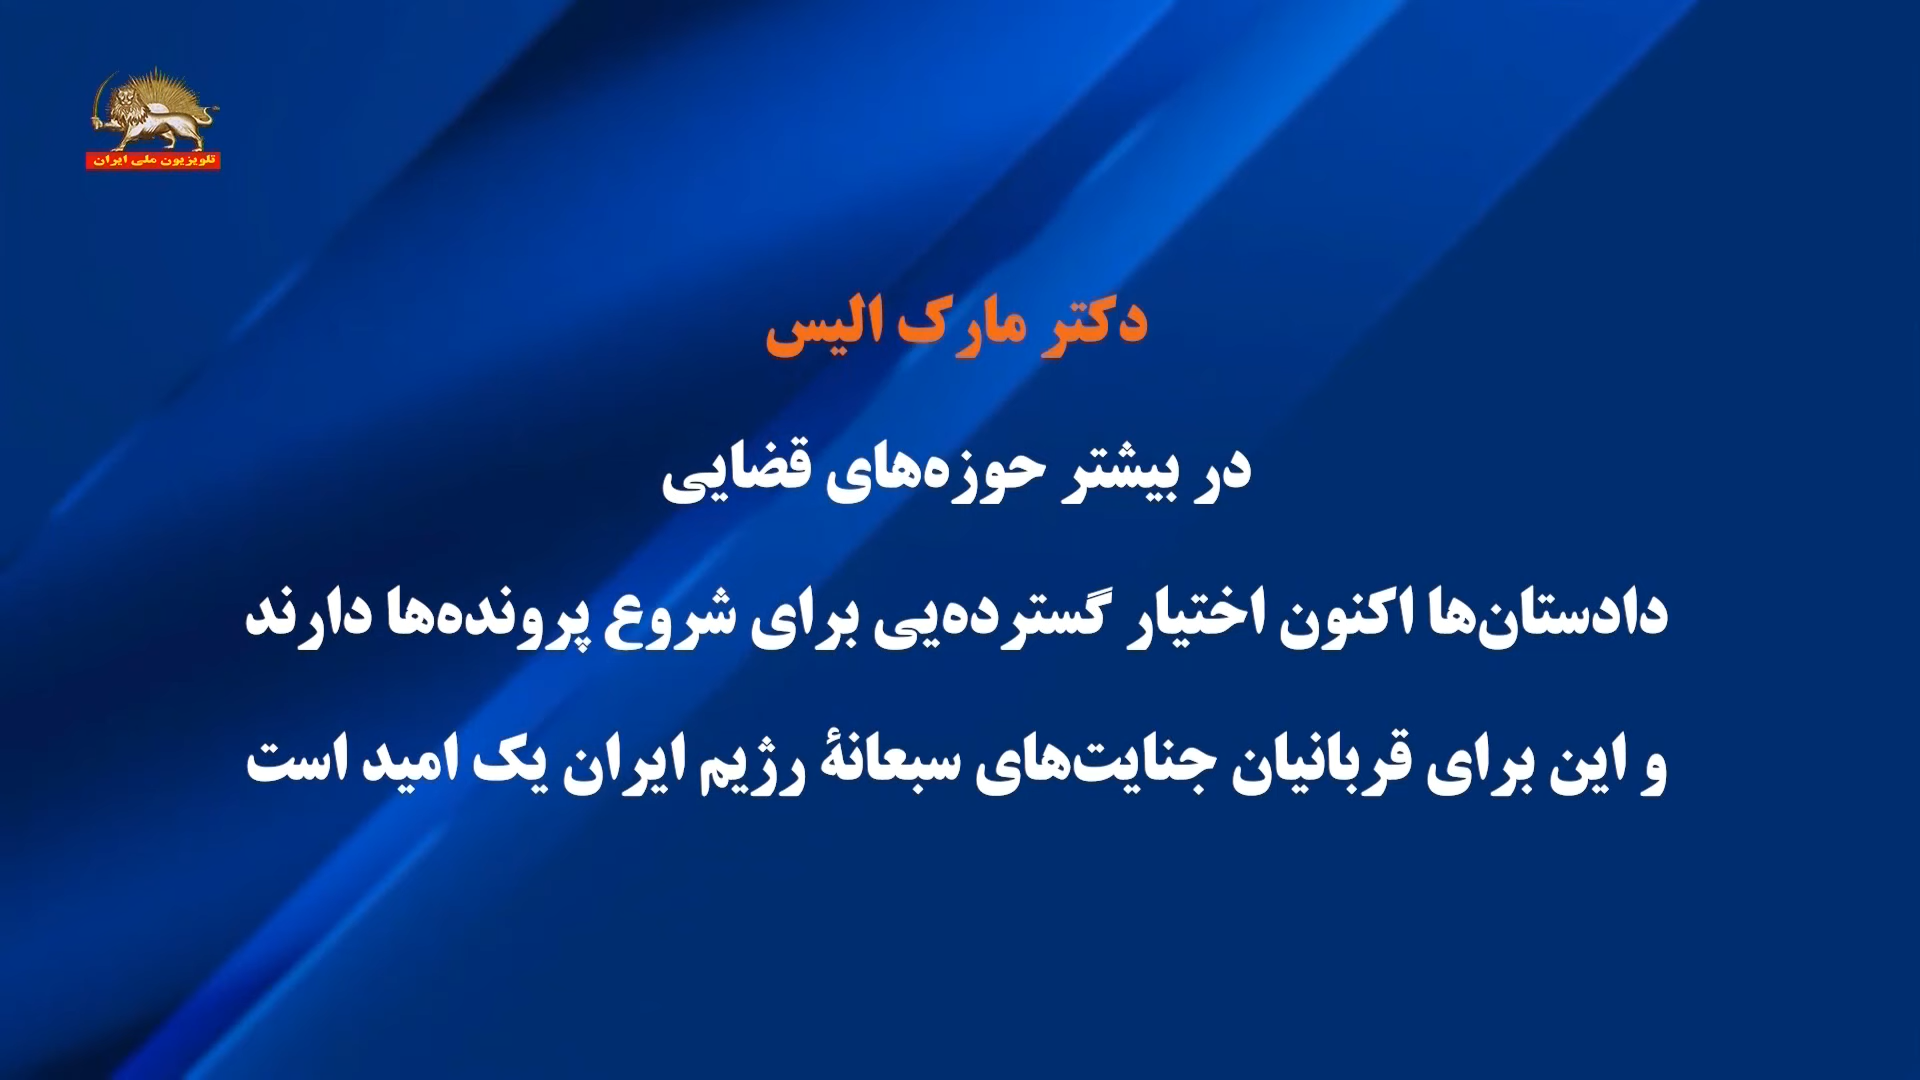 تلویزیون ملی ایران
دکتر مارک الیس
در بیشتر حوزه‌های قضایی
دادستان‌ها اکنون اختیار گسترده‌یی برای شروع پرونده‌ها دارند
و این برای قربانیان جنایت‌های سبعانهٔ رژیم ایران یک امید است